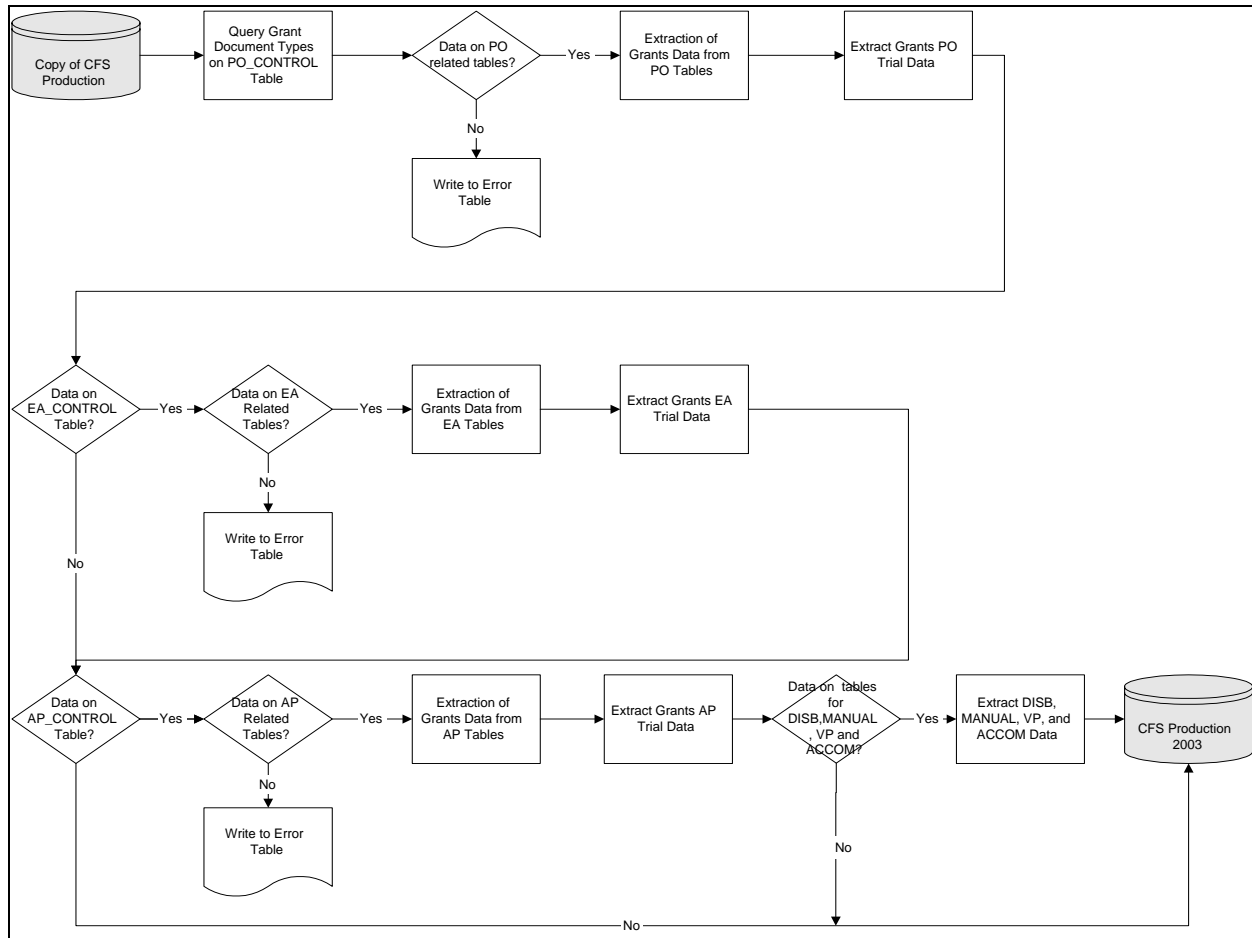 Copy of CFS
Production
Query Grant
Document Types
on PO_CONTROL
Table
Data on PO
related tables?
Yes
Extraction of
Grants Data from
PO Tables
Extract Grants PO
Trial Data
No
Write to Error
Table
Data on
EA_CONTROL
Table?
Yes
Data on EA
Related
Tables?
Yes
Extraction of
Grants Data from
EA Tables
Extract Grants EA
Trial Data
No
Write to Error
Table
No
Data on
AP_CONTROL
Table?
Yes
Data on AP
Related
Tables?
Yes
Extraction of
Grants Data from
AP Tables
Extract Grants AP
Trial Data
Data on tables
for
DISB,MANUAL
, VP and
ACCOM?
Yes
Extract DISB,
MANUAL, VP, and
ACCOM Data
CFS Production
2003
No
Write to Error
Table
No
No